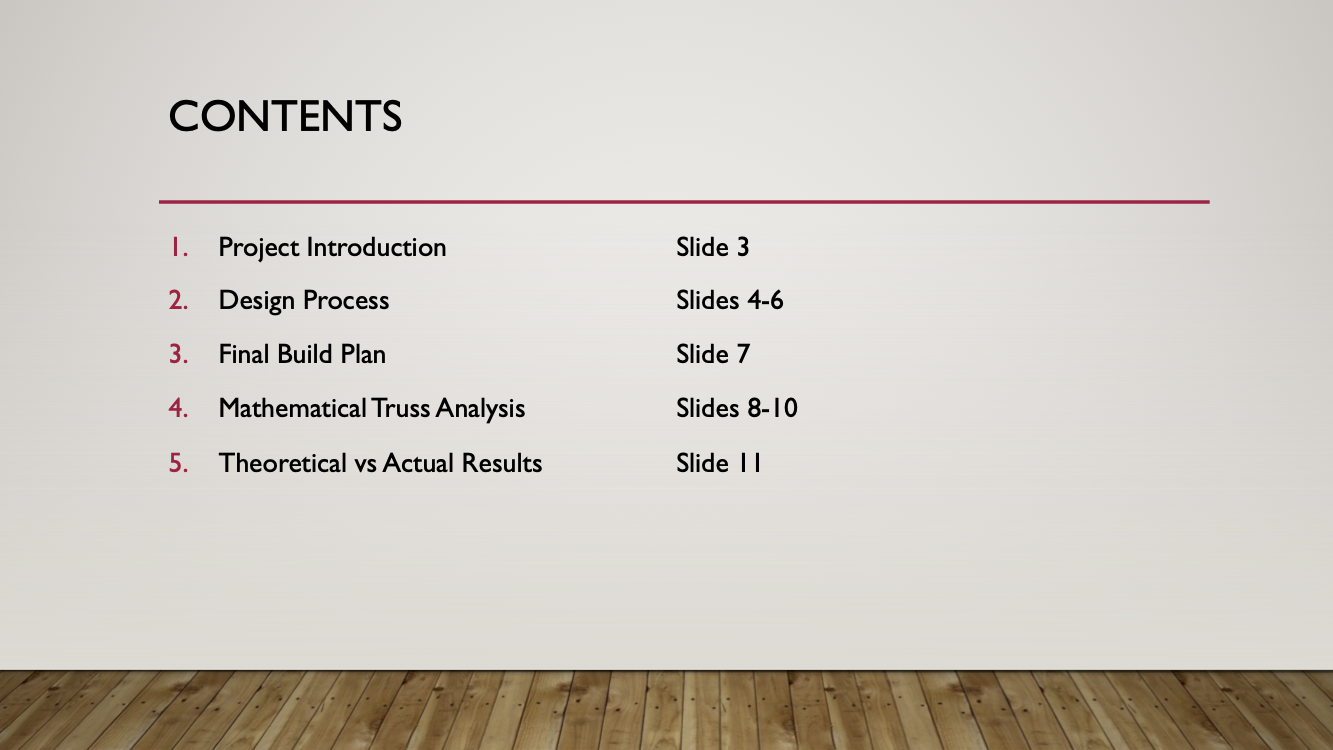 CONTENTS
1. Project Introduction Slide 3
2. Design Process Slides 4-6
3. Final Build Plan Slide 7
4. Mathematical Truss Analysis Slides 8-10
5. Theoretical vs Actual Results Slide 11